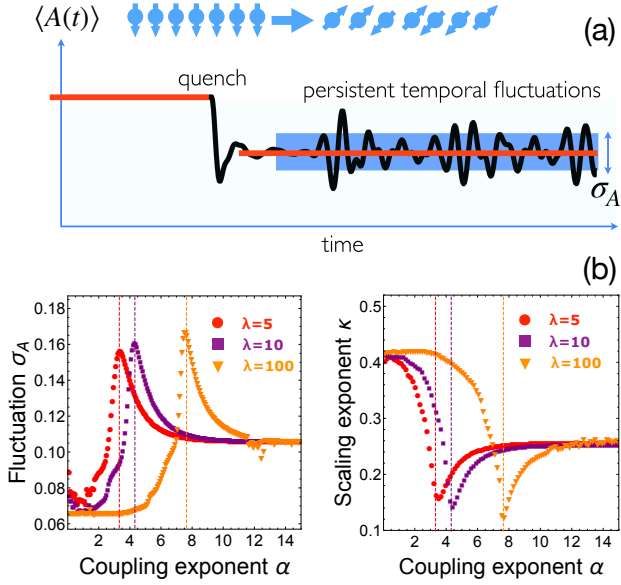 ⟨A(t)⟩
(a)
quench
persistent temporal fluctuations
σ_A
time
(b)
0.18
0.16
0.14
0.12
0.10
0.08
0.06
Fluctuation σ_A
λ=5
λ=10
λ=100
2 4 6 8 10 12 14
Coupling exponent α
0.5
0.4
0.3
0.2
0.1
Scaling exponent κ
λ=5
λ=10
λ=100
2 4 6 8 10 12 14
Coupling exponent α